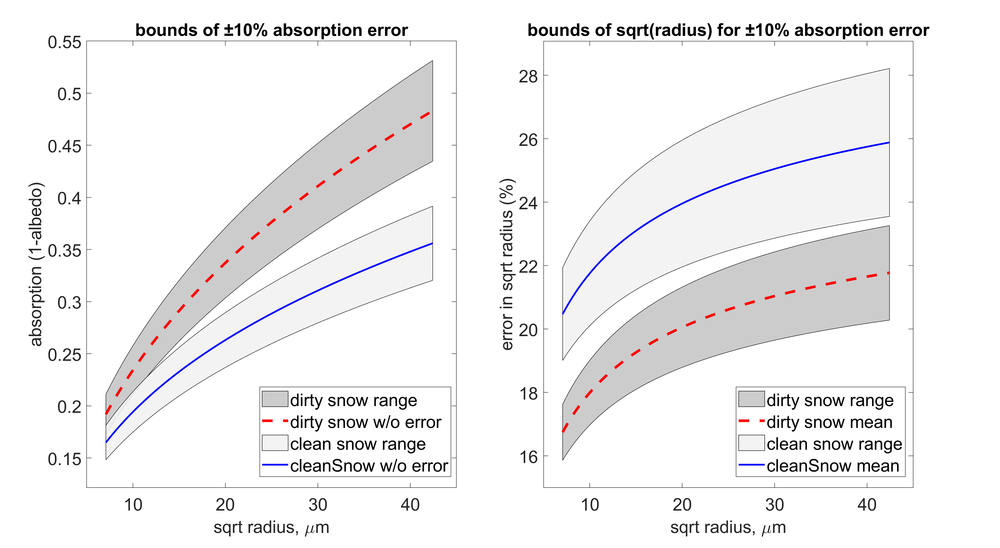 bounds of ±10% absorption error
0.55
0.5
0.45
0.4
0.35
0.3
0.25
0.2
0.15
absorption (1-albedo)
10 20 30 40
sqrt radius, μm
dirty snow range
dirty snow w/o error
clean snow range
cleanSnow w/o error
bounds of sqrt(radius) for ±10% absorption error
28
26
24
22
20
18
16
error in sqrt radius (%)
10 20 30 40
sqrt radius, μm
dirty snow range
dirty snow mean
clean snow range
cleanSnow mean